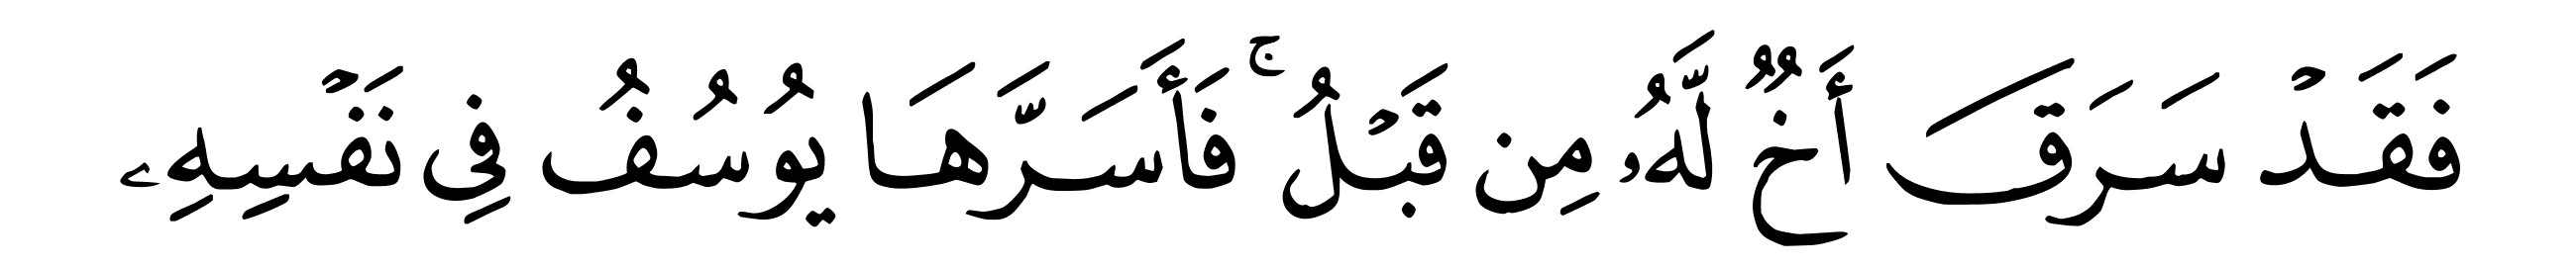 فَقَدۡ سَرَقَ أَخٞ لَّهُۥ مِن قَبۡلُۚ فَأَسَرَّهَا يُوسُفُ فِي نَفۡسِهِۦ